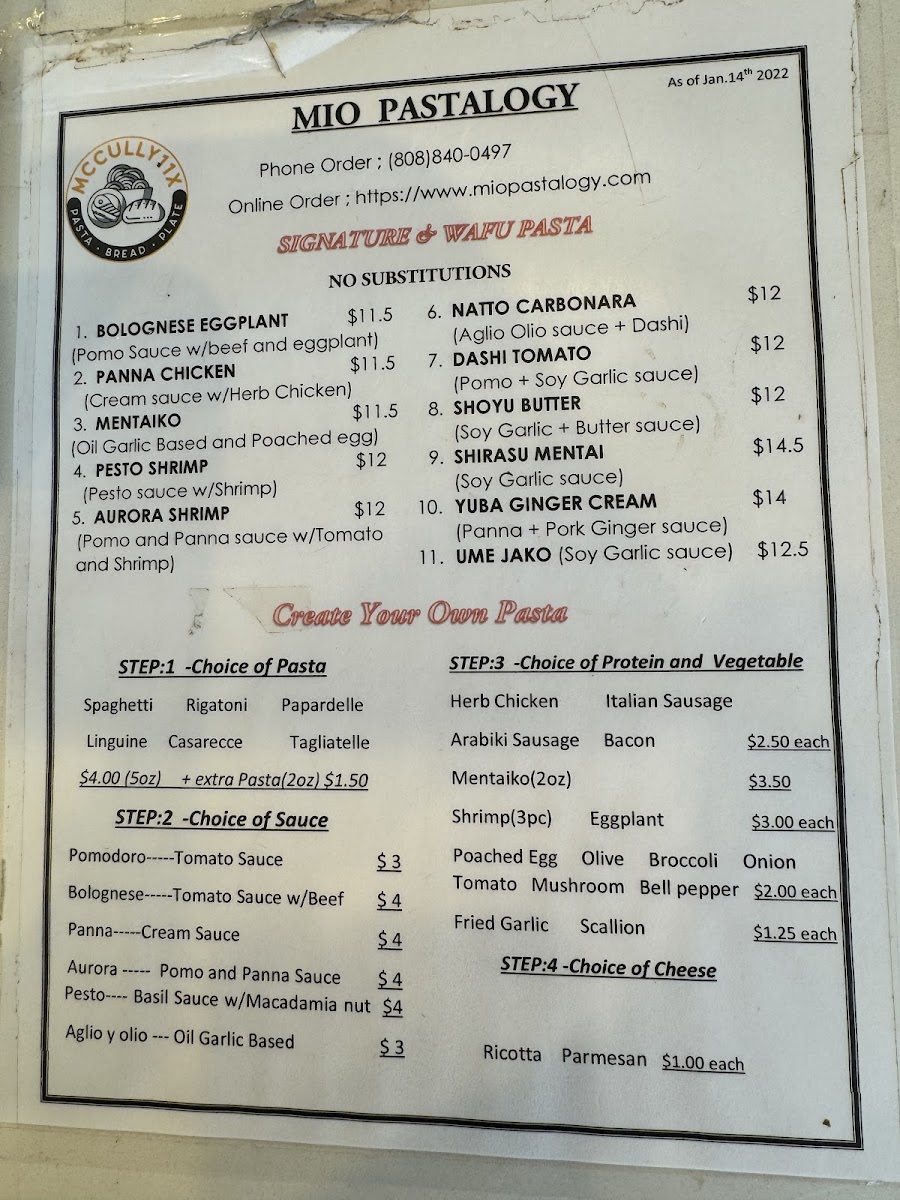 As of Jan.14th 2022
MIO PASTALOGY
MCCULLY11X
PASTA · BREAD · PLATE
Phone Order ; (808)840-0497
Online Order ; https://www.miopastalogy.com
SIGNATURE & WAFU PASTA
NO SUBSTITUTIONS
1. BOLOGNESE EGGPLANT $11.5
(Pomo Sauce w/beef and eggplant)
2. PANNA CHICKEN $11.5
(Cream sauce w/Herb Chicken)
3. MENTAIKO $11.5
(Oil Garlic Based and Poached egg)
4. PESTO SHRIMP $12
(Pesto sauce w/Shrimp)
5. AURORA SHRIMP $12
(Pomo and Panna sauce w/Tomato
and Shrimp)
6. NATTO CARBONARA $12
(Aglio Olio sauce + Dashi)
7. DASHI TOMATO $12
(Pomo + Soy Garlic sauce)
8. SHOYU BUTTER $12
(Soy Garlic + Butter sauce)
9. SHIRASU MENTAI $14.5
(Soy Garlic sauce)
10. YUBA GINGER CREAM $14
(Panna + Pork Ginger sauce)
11. UME JAKO (Soy Garlic sauce) $12.5
Create Your Own Pasta
STEP:1 -Choice of Pasta
Spaghetti Rigatoni Papardelle
Linguine Casarecce Tagliatelle
$4.00 (5oz) + extra Pasta(2oz) $1.50
STEP:2 -Choice of Sauce
Pomodoro-----Tomato Sauce $ 3
Bolognese-----Tomato Sauce w/Beef $ 4
Panna-----Cream Sauce $ 4
Aurora ----- Pomo and Panna Sauce $ 4
Pesto---- Basil Sauce w/Macadamia nut $4
Aglio y olio --- Oil Garlic Based $ 3
STEP:3 -Choice of Protein and Vegetable
Herb Chicken Italian Sausage
Arabiki Sausage Bacon $2.50 each
Mentaiko(2oz) $3.50
Shrimp(3pc) Eggplant $3.00 each
Poached Egg Olive Broccoli Onion
Tomato Mushroom Bell pepper $2.00 each
Fried Garlic Scallion $1.25 each
STEP:4 -Choice of Cheese
Ricotta Parmesan $1.00 each